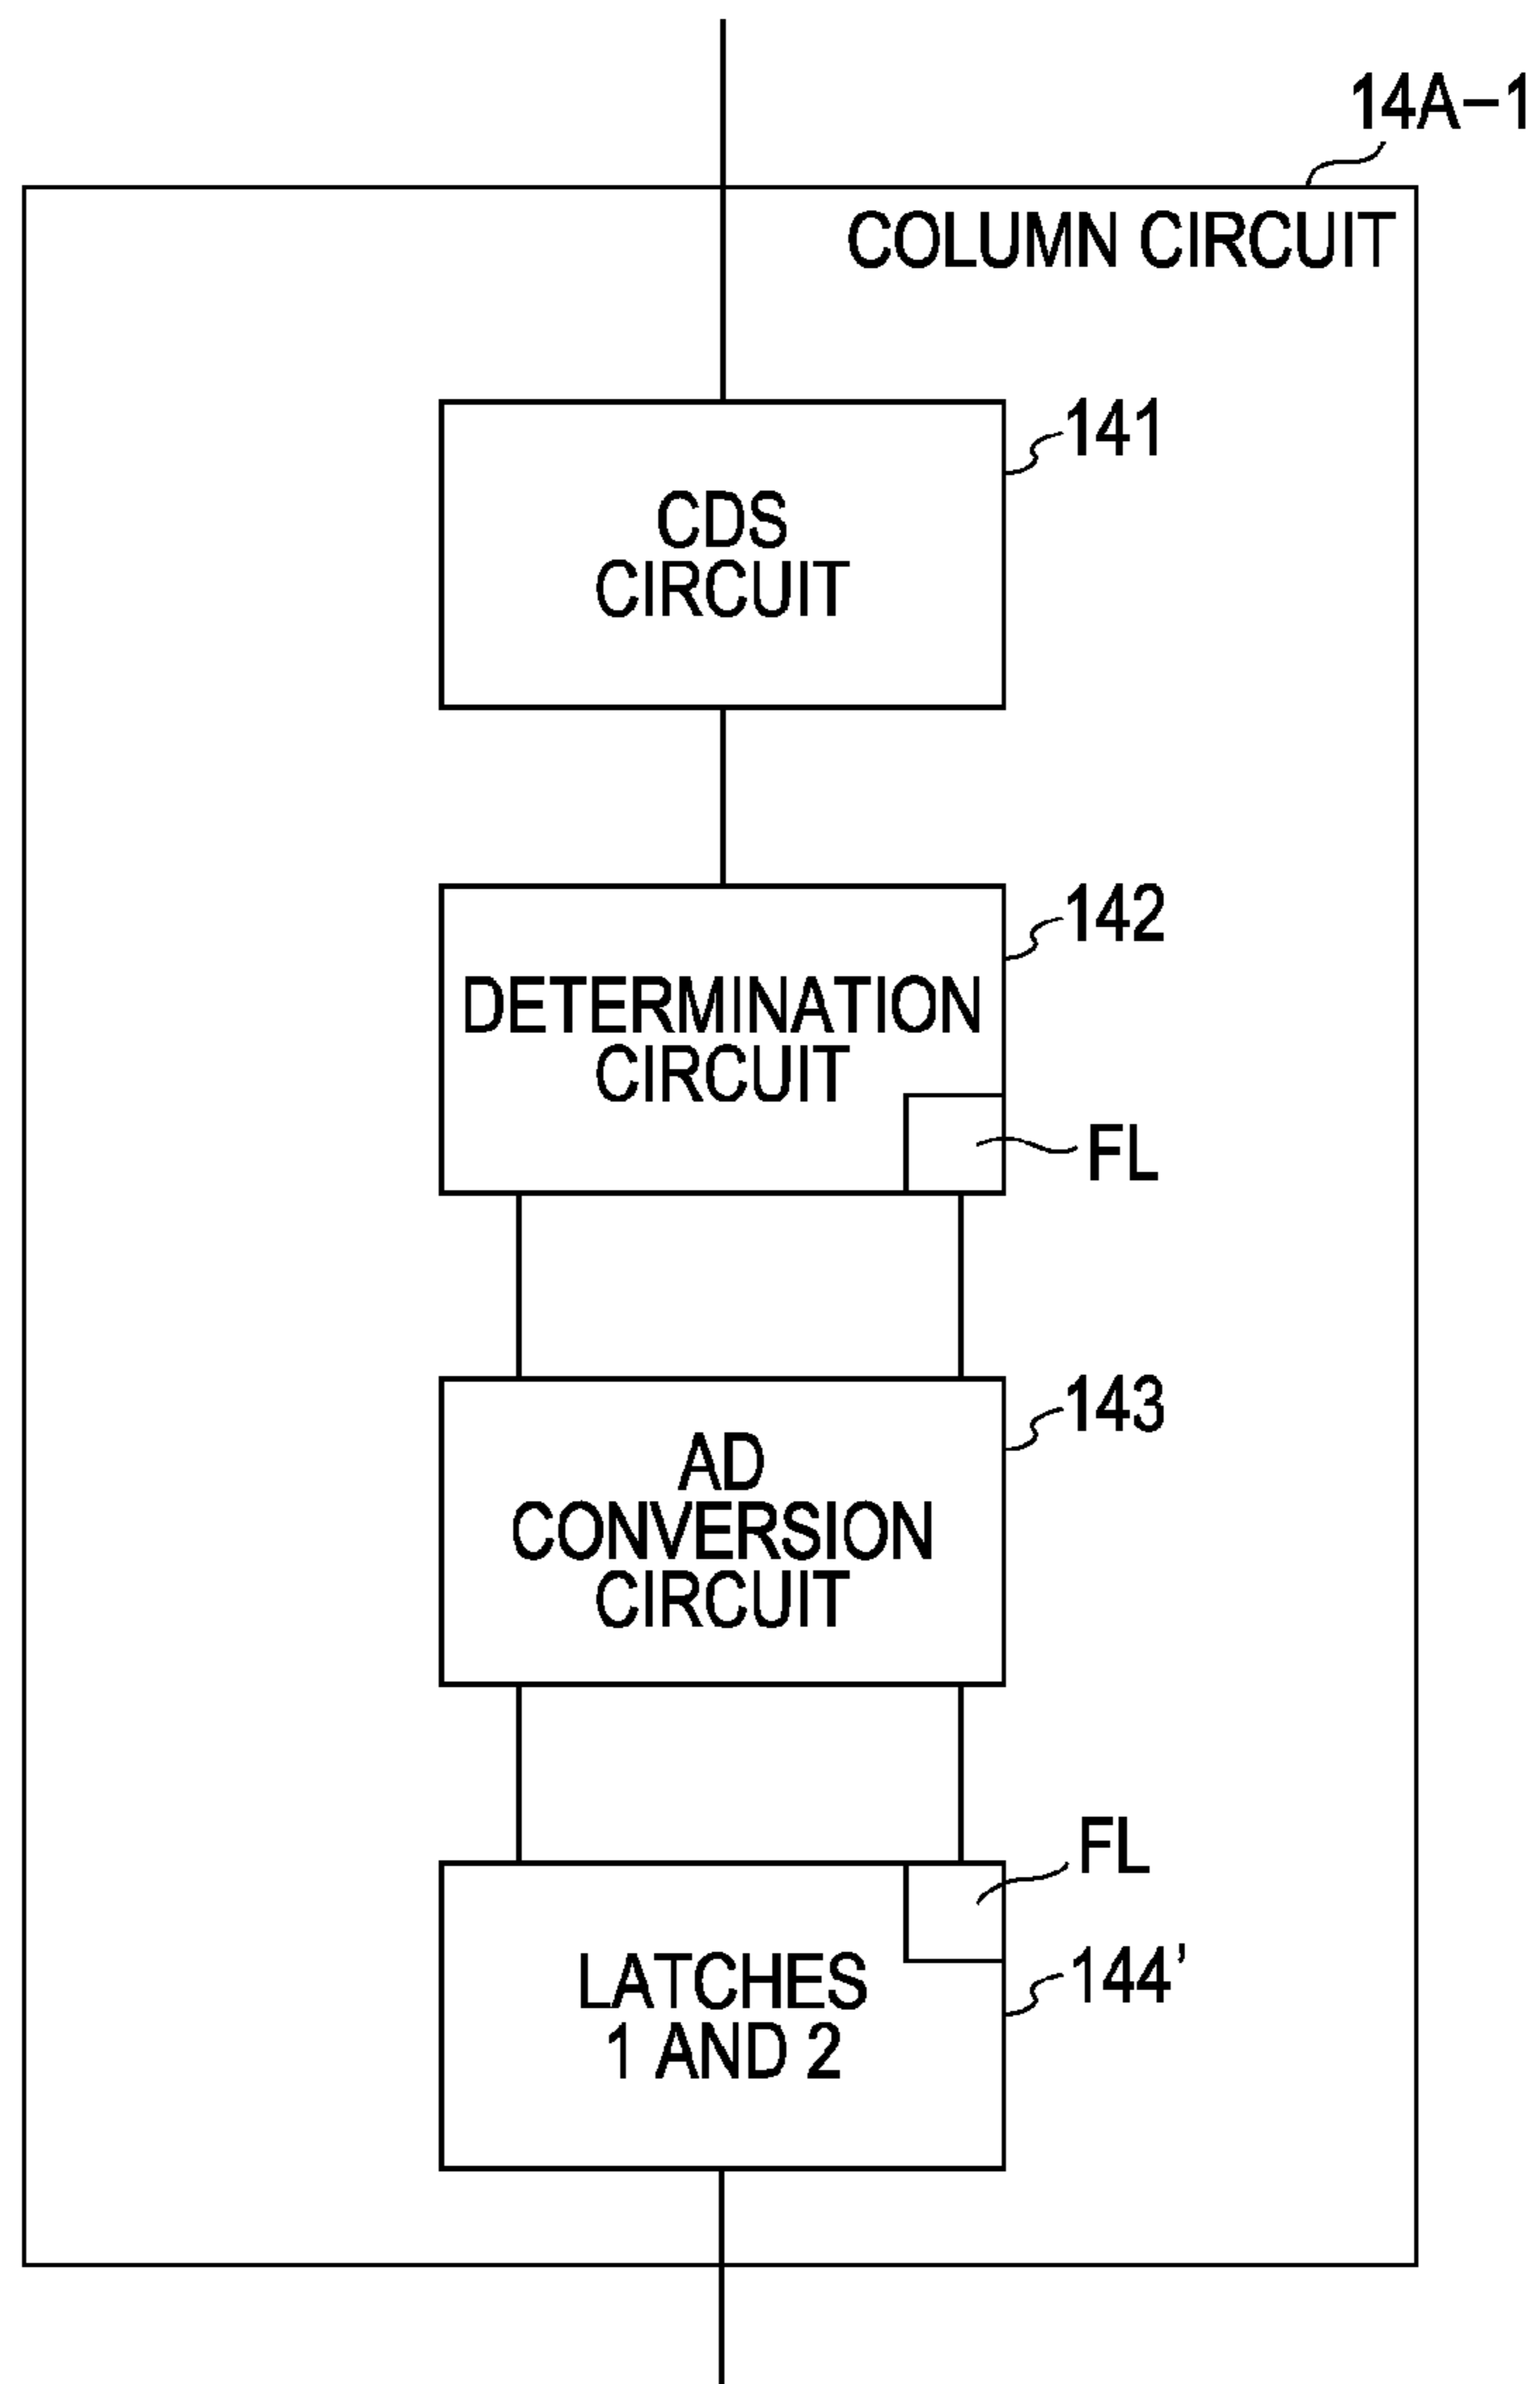 14A-1
COLUMN CIRCUIT
141
CDS
CIRCUIT
142
DETERMINATION
CIRCUIT
FL
143
AD
CONVERSION
CIRCUIT
FL
144'
LATCHES
1 AND 2